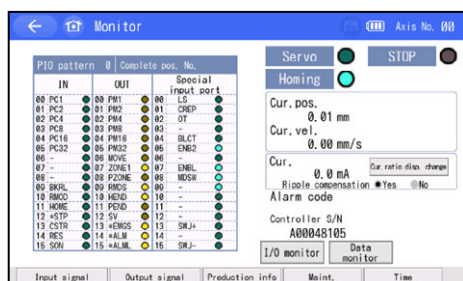 Monitor
Axis No. 00
PIO pattern 0 Complete pos. No.
IN OUT Special input port
00 PC1 00 PM1 00 LS
01 PC2 01 PM2 01 CREP
02 PC4 02 PM4 02 OT
03 PC8 03 PM8 03 -
04 PC16 04 PM16 04 BLCT
05 PC32 05 PM32 05 ENB2
06 - 06 MOVE 06 -
07 - 07 ZONE1 07 ENBL
08 - 08 PZONE 08 MDSW
09 BKRL 09 RMDS 09 -
10 RMOD 10 HEND 10 -
11 HOME 11 PEND 11 -
12 *STP 12 SV 12 -
13 CSTR 13 *EMGS 13 SWJ+
14 RES 14 *ALM 14 -
15 SON 15 *ALML 15 SWJ-
Servo STOP
Homing
Cur.pos.
0.01 mm
Cur.vel.
0.00 mm/s
Cur.
0.0 mA
Cur ratio disp. change
Ripple compensation Yes No
Alarm code
Controller S/N
A00048105
I/O monitor Data monitor
Input signal Output signal Production info Maint. Time